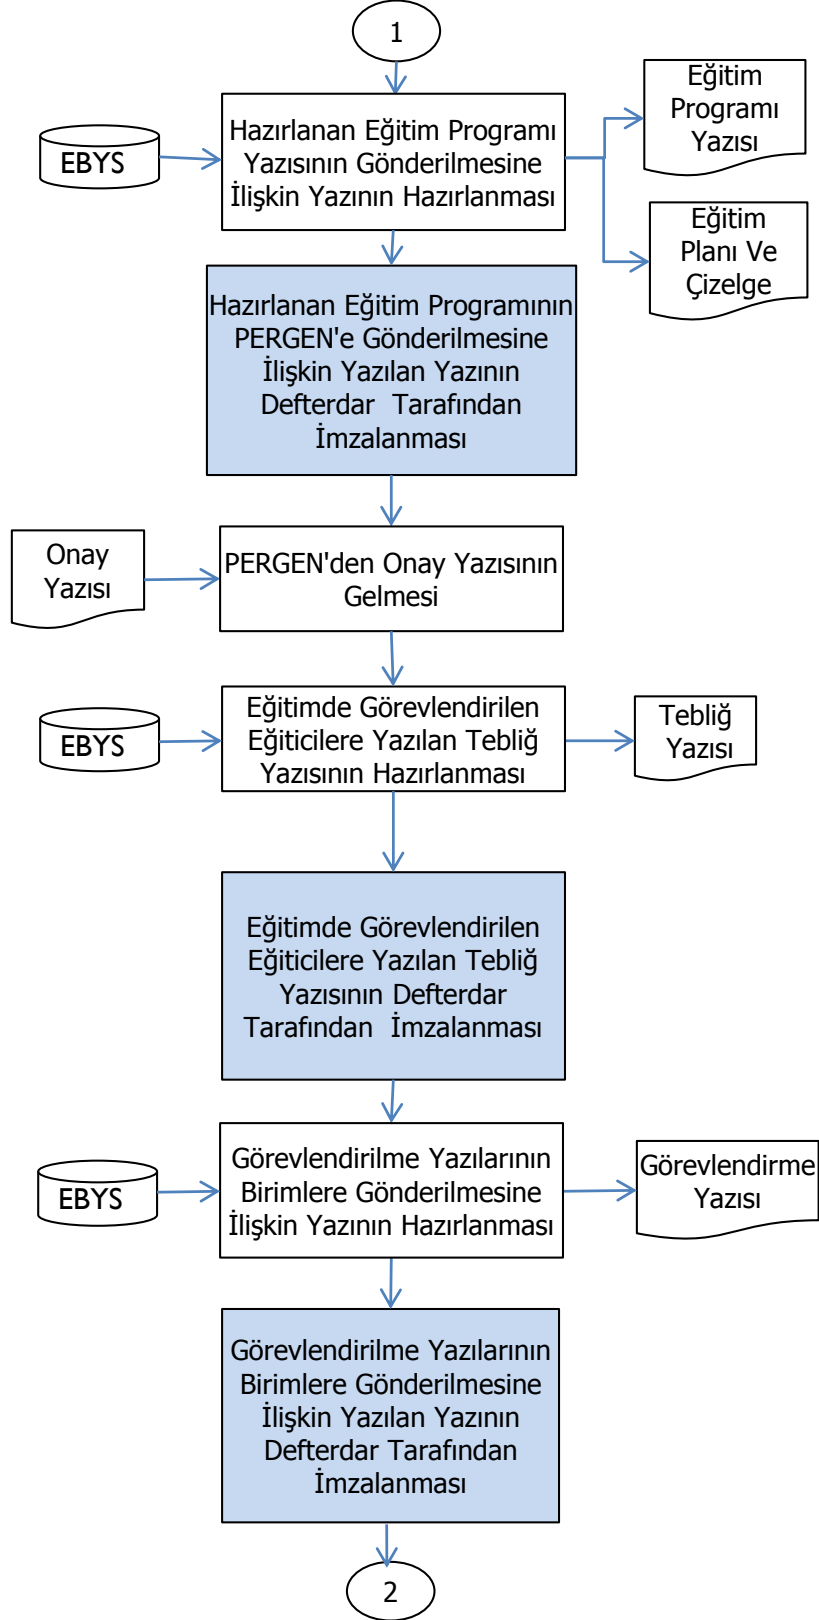 1
EBYS
Hazırlanan Eğitim Programı
Yazısının Gönderilmesine
İlişkin Yazının Hazırlanması
Eğitim
Programı
Yazısı
Eğitim
Planı Ve
Çizelge
Hazırlanan Eğitim Programının
PERGEN'e Gönderilmesine
İlişkin Yazılan Yazının
Defterdar Tarafından
İmzalanması
Onay
Yazısı
PERGEN'den Onay Yazısının
Gelmesi
EBYS
Eğitimde Görevlendirilen
Eğiticilere Yazılan Tebliğ
Yazısının Hazırlanması
Tebliğ
Yazısı
Eğitimde Görevlendirilen
Eğiticilere Yazılan Tebliğ
Yazısının Defterdar
Tarafından İmzalanması
EBYS
Görevlendirilme Yazılarının
Birimlere Gönderilmesine
İlişkin Yazının Hazırlanması
Görevlendirme
Yazısı
Görevlendirilme Yazılarının
Birimlere Gönderilmesine
İlişkin Yazılan Yazının
Defterdar Tarafından
İmzalanması
2